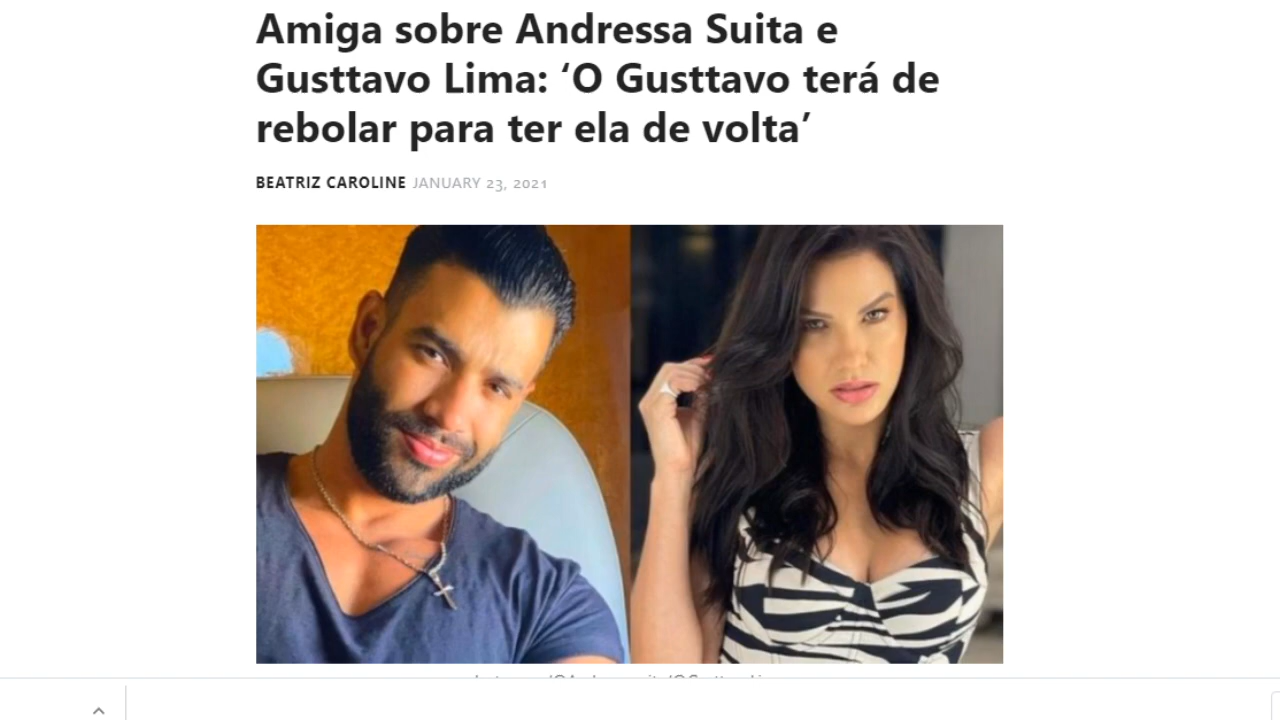 Amiga sobre Andressa Suita e
Gusttavo Lima: ‘O Gusttavo terá de
rebolar para ter ela de volta’
BEATRIZ CAROLINE JANUARY 23, 2021